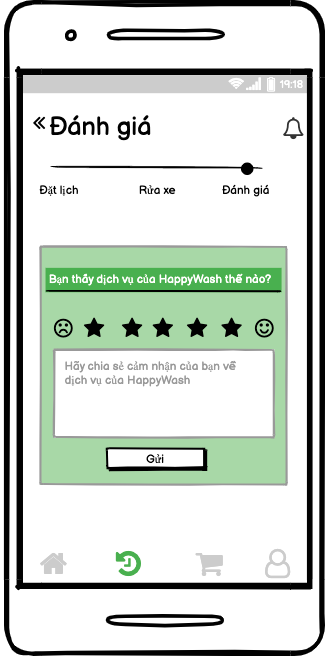 19:18
Đánh giá
Đặt lịch Rửa xe Đánh giá
Bạn thấy dịch vụ của HappyWash thế nào?
Hãy chia sẻ cảm nhận của bạn về
dịch vụ của HappyWash
Gửi